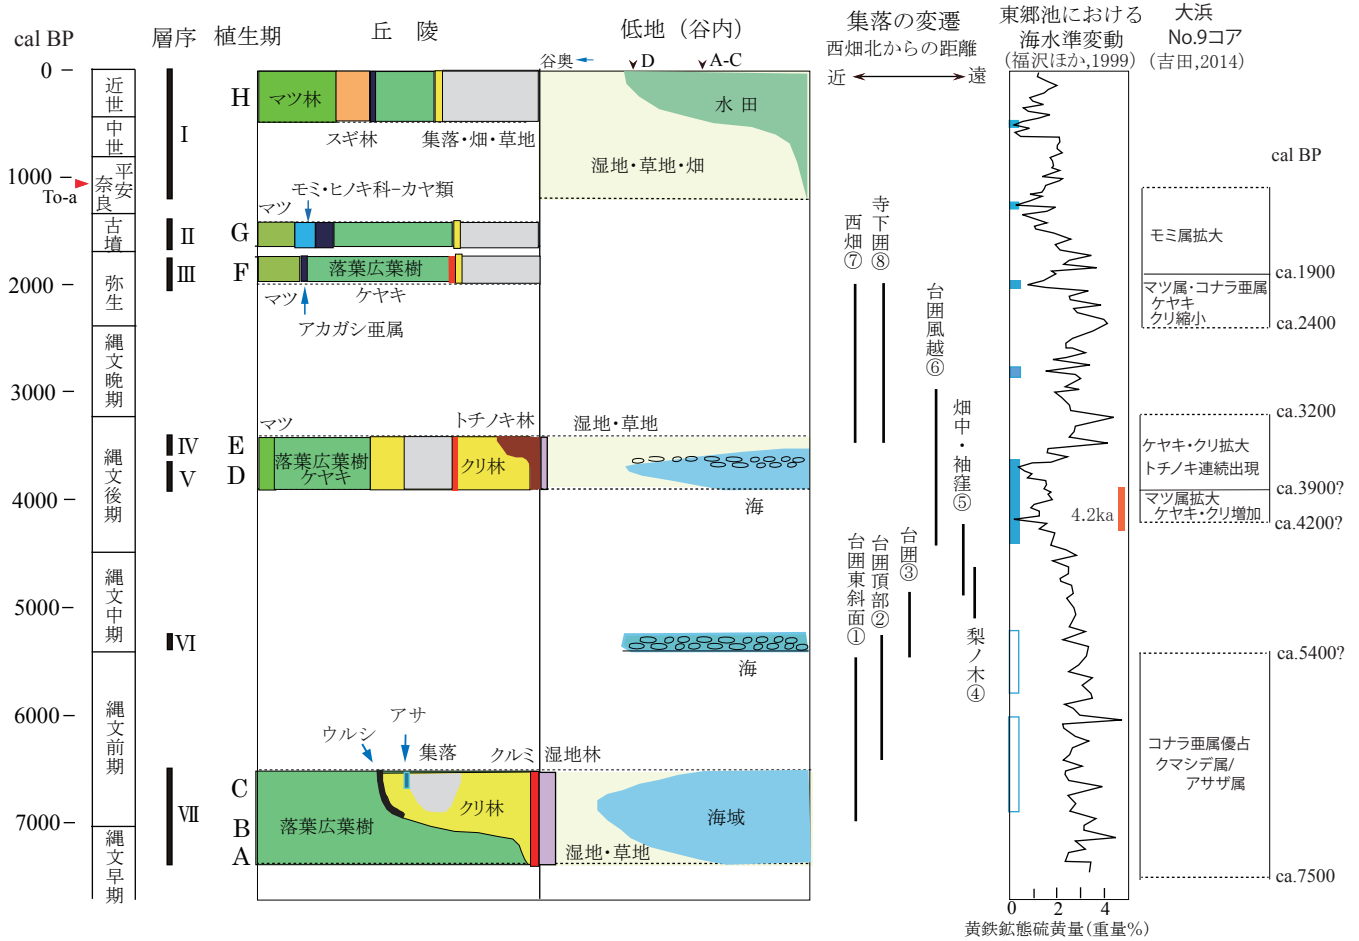 cal BP
層序
植生期
丘 陵
低地（谷内）
集落の変遷
西畑北からの距離
近
遠
東郷池における
海水準変動
(福沢ほか,1999)
大浜
No.9コア
(吉田,2014)
谷奥
D
A-C
0
1000
To-a
2000
3000
4000
5000
6000
7000
近世
中世
平安
奈良
古墳
弥生
縄文晩期
縄文後期
縄文中期
縄文前期
縄文早期
I
II
III
IV
V
VI
VII
H
マツ林
スギ林
集落・畑・草地
水 田
湿地・草地・畑
モミ・ヒノキ科−カヤ類
マツ
G
F
落葉広葉樹
ケヤキ
マツ
アカガシ亜属
マツ
トチノキ林
湿地・草地
E
D
落葉広葉樹
ケヤキ
クリ林
海
海
ウルシ
アサ
集落
クルミ
湿地林
C
B
A
落葉広葉樹
クリ林
海域
湿地・草地
西畑⑦
寺下囲⑧
台囲風越⑥
畑中・袖窪⑤
台囲③
台囲頂部②
台囲東斜面①
梨ノ木④
4.2ka
0
2
4
黄鉄鉱態硫黄量(重量%)
cal BP
モミ属拡大
ca.1900
マツ属・コナラ亜属
ケヤキ
クリ縮小
ca.2400
ca.3200
ケヤキ・クリ拡大
トチノキ連続出現
ca.3900?
マツ属拡大
ケヤキ・クリ増加
ca.4200?
ca.5400?
コナラ亜属優占
クマシデ属/
アサザ属
ca.7500